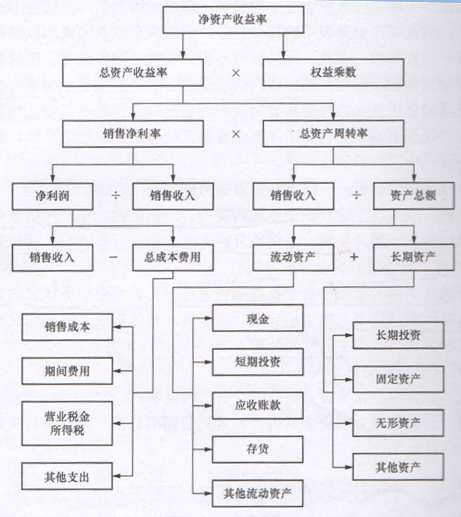 净资产收益率
总资产收益率 × 权益乘数
销售净利率 × 总资产周转率
净利润 ÷ 销售收入 销售收入 ÷ 资产总额
销售收入 − 总成本费用 流动资产 + 长期资产
销售成本
期间费用
营业税金
所得税
其他支出
现金
短期投资
应收账款
存货
其他流动资产
长期投资
固定资产
无形资产
其他资产